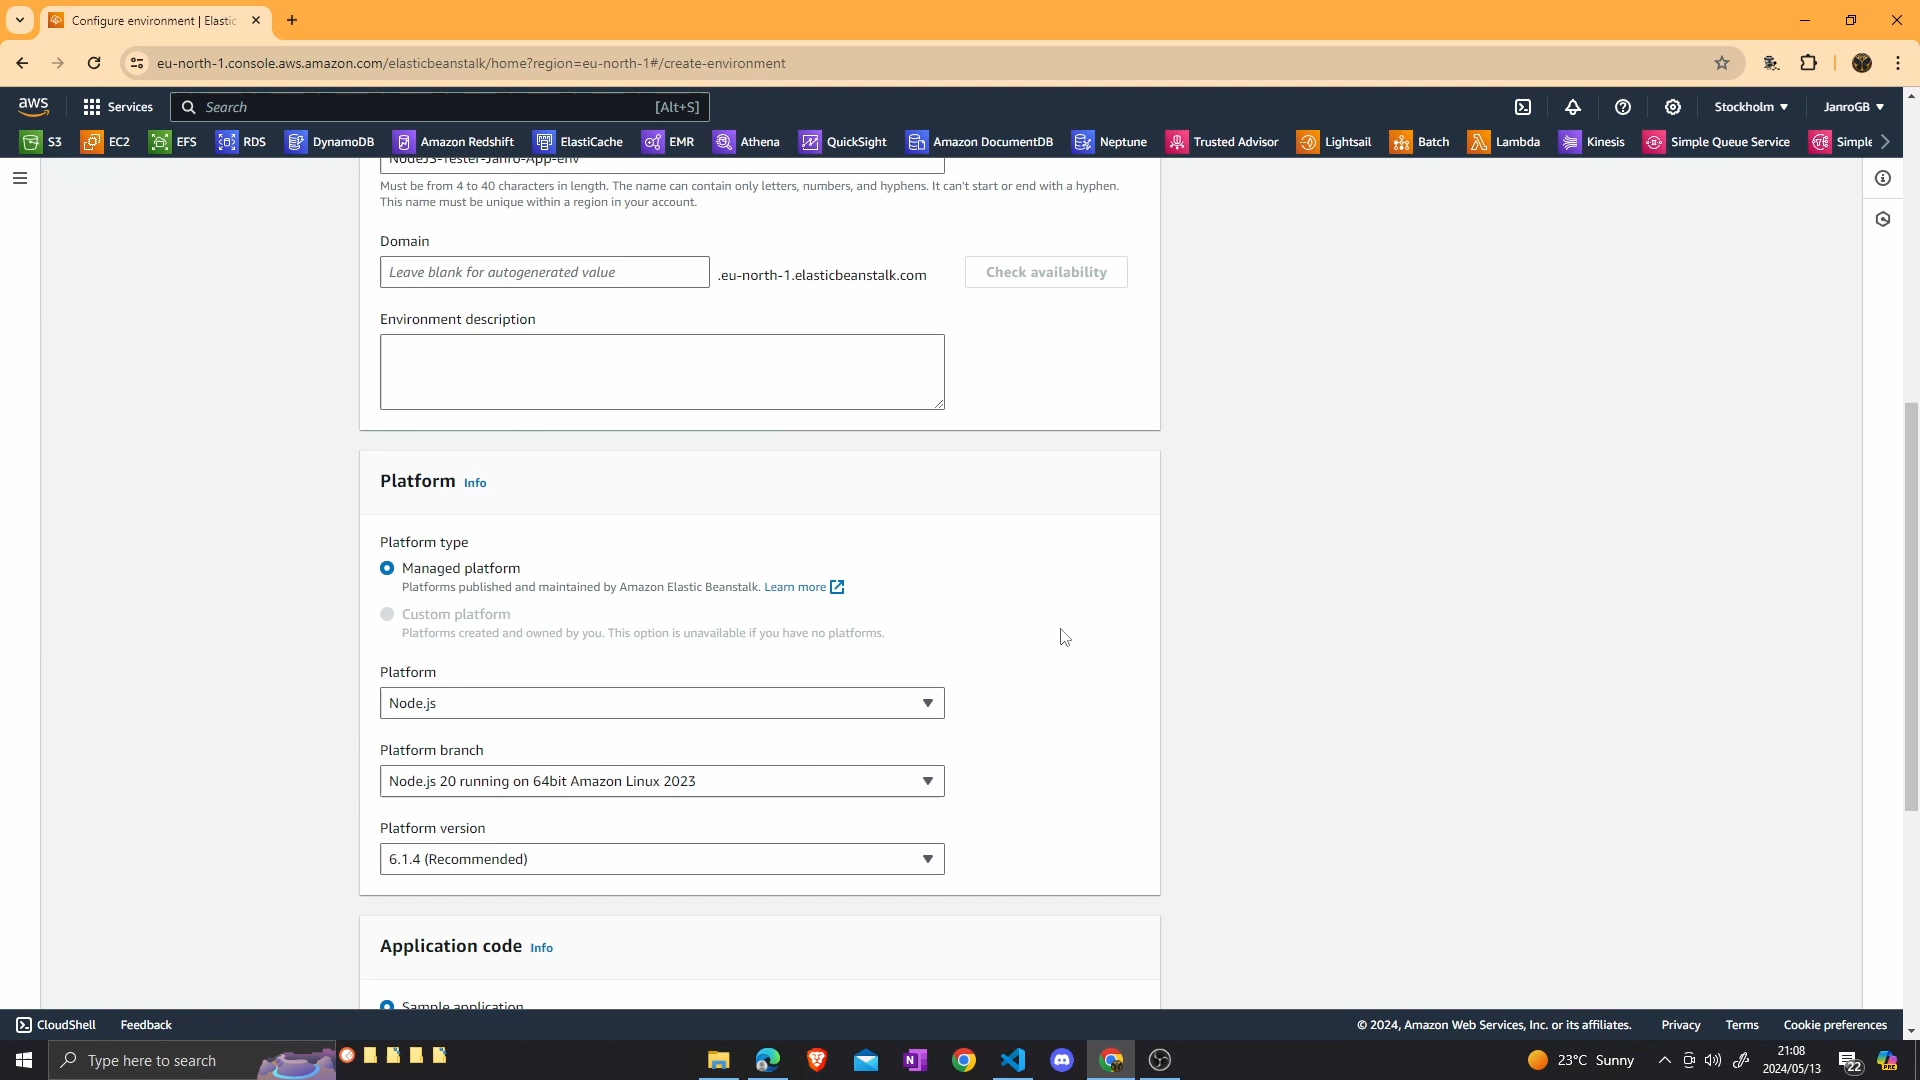 Configure environment | Elastic
eu-north-1.console.aws.amazon.com/elasticbeanstalk/home?region=eu-north-1#/create-environment
aws
Services
Search
[Alt+S]
Stockholm
JanroGB
S3
EC2
EFS
RDS
DynamoDB
Amazon Redshift
ElastiCache
EMR
Athena
QuickSight
Amazon DocumentDB
Neptune
Trusted Advisor
Lightsail
Batch
Lambda
Kinesis
Simple Queue Service
Simple
NodeJS-Tester-Janro-App-env
Must be from 4 to 40 characters in length. The name can contain only letters, numbers, and hyphens. It can't start or end with a hyphen.
This name must be unique within a region in your account.
Domain
Leave blank for autogenerated value
.eu-north-1.elasticbeanstalk.com
Check availability
Environment description
Platform Info
Platform type
Managed platform
Platforms published and maintained by Amazon Elastic Beanstalk. Learn more
Custom platform
Platforms created and owned by you. This option is unavailable if you have no platforms.
Platform
Node.js
Platform branch
Node.js 20 running on 64bit Amazon Linux 2023
Platform version
6.1.4 (Recommended)
Application code Info
Sample application
CloudShell
Feedback
© 2024, Amazon Web Services, Inc. or its affiliates.
Privacy
Terms
Cookie preferences
Type here to search
23°C Sunny
21:08
2024/05/13
22
PRE